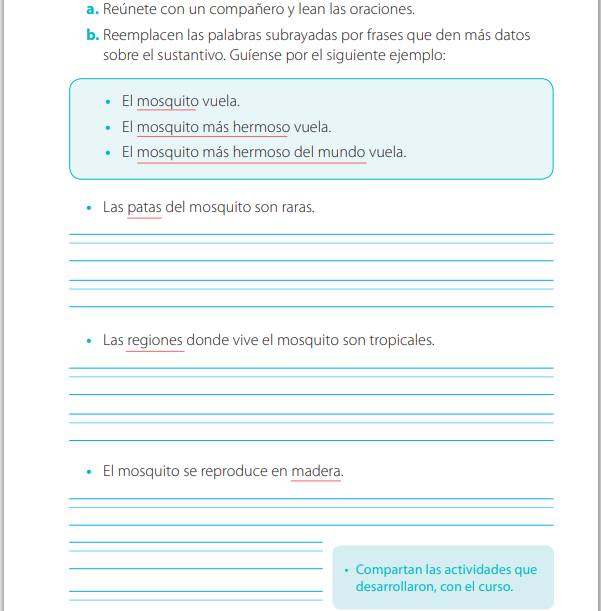 a. Reúnete con un compañero y lean las oraciones.
b. Reemplacen las palabras subrayadas por frases que den más datos
sobre el sustantivo. Guíense por el siguiente ejemplo:
• El mosquito vuela.
• El mosquito más hermoso vuela.
• El mosquito más hermoso del mundo vuela.
• Las patas del mosquito son raras.
• Las regiones donde vive el mosquito son tropicales.
• El mosquito se reproduce en madera.
• Compartan las actividades que
desarrollaron, con el curso.